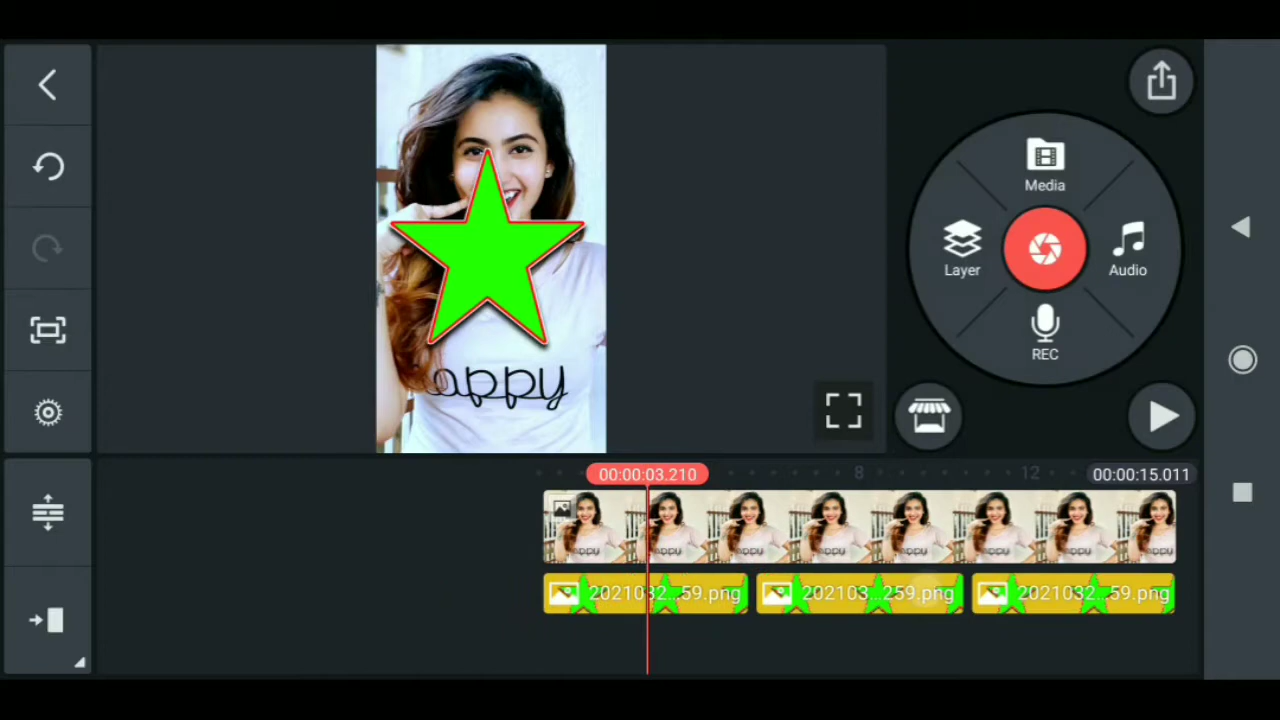 Media
Layer
Audio
REC
appy
00:00:03.210
8
12
00:00:15.011
2021032...59.png
202103...259.png
2021032...59.png